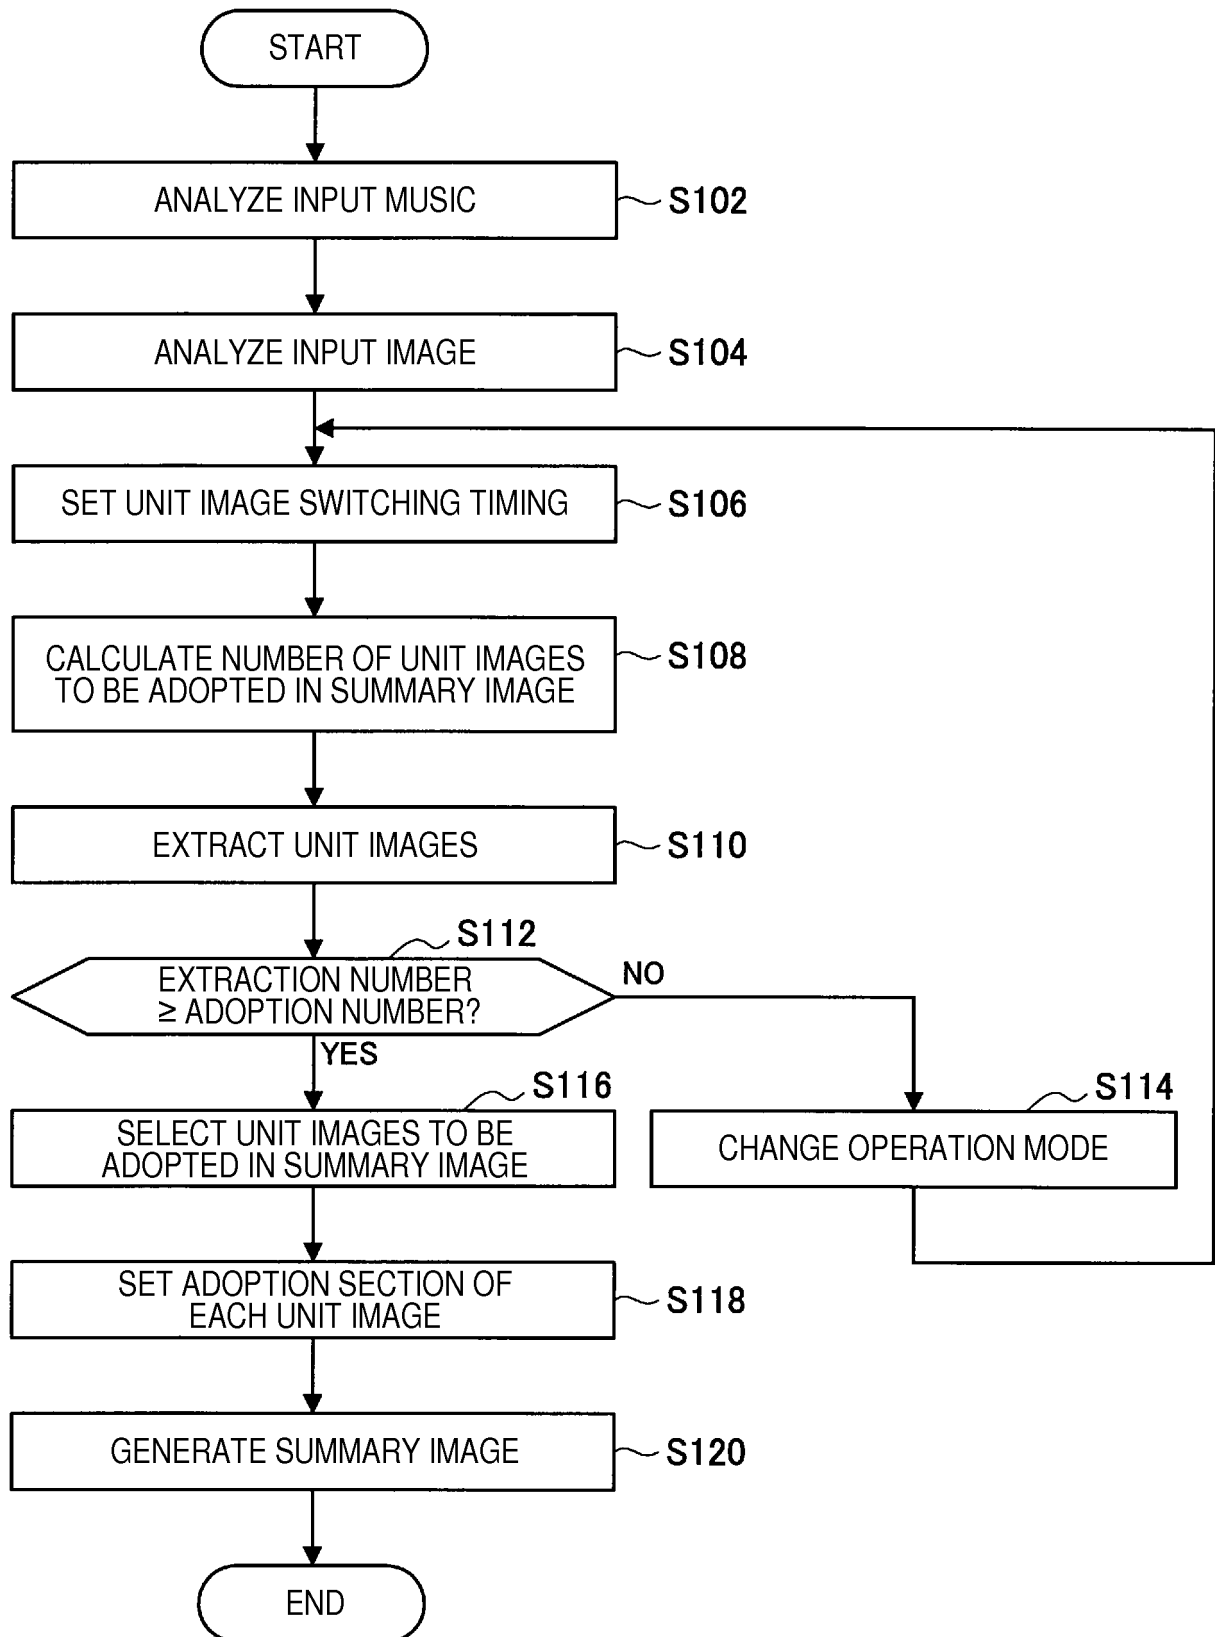 START
ANALYZE INPUT MUSIC
S102
ANALYZE INPUT IMAGE
S104
SET UNIT IMAGE SWITCHING TIMING
S106
CALCULATE NUMBER OF UNIT IMAGES
TO BE ADOPTED IN SUMMARY IMAGE
S108
EXTRACT UNIT IMAGES
S110
S112
EXTRACTION NUMBER
≥ ADOPTION NUMBER?
NO
YES
S116
SELECT UNIT IMAGES TO BE
ADOPTED IN SUMMARY IMAGE
S114
CHANGE OPERATION MODE
SET ADOPTION SECTION OF
EACH UNIT IMAGE
S118
GENERATE SUMMARY IMAGE
S120
END